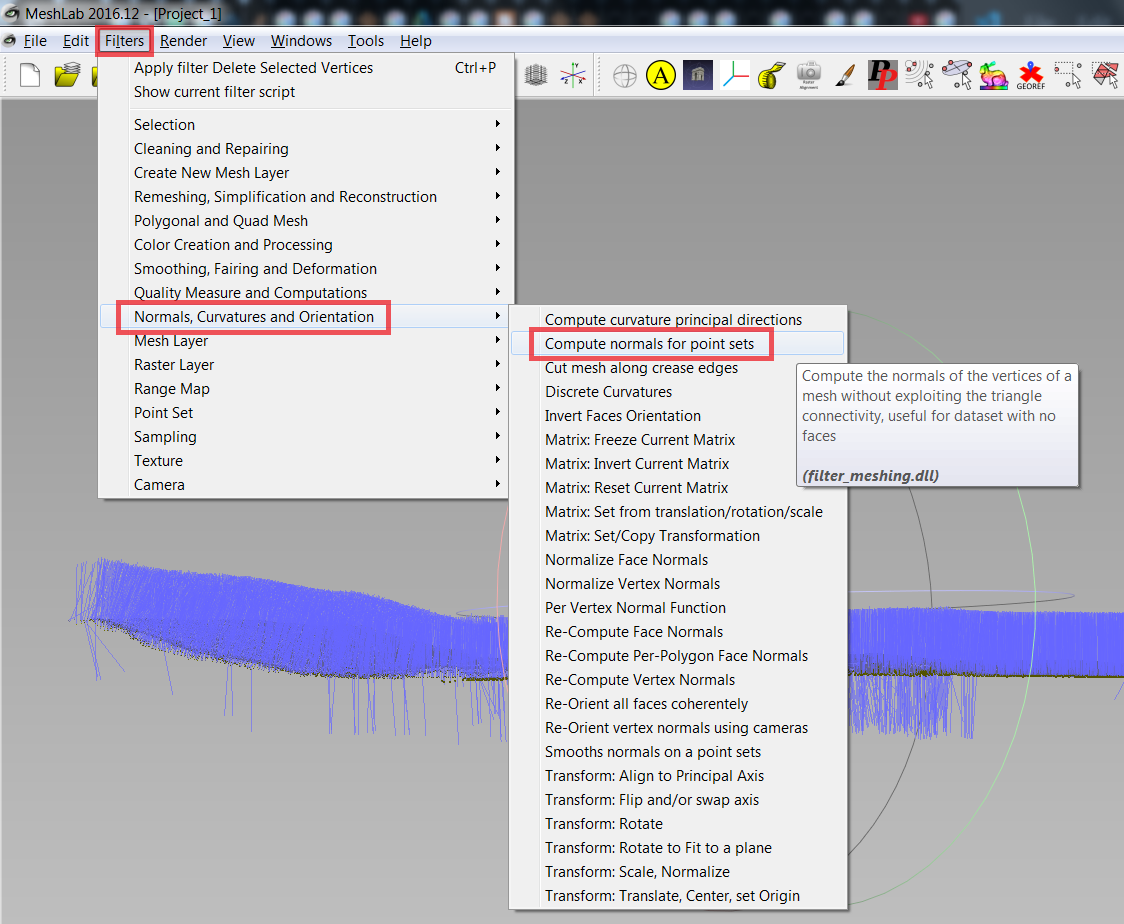 MeshLab 2016.12 - [Project_1]
File Edit Filters Render View Windows Tools Help
A
PP
GEOREF
Apply filter Delete Selected Vertices Ctrl+P
Show current filter script
Selection
Cleaning and Repairing
Create New Mesh Layer
Remeshing, Simplification and Reconstruction
Polygonal and Quad Mesh
Color Creation and Processing
Smoothing, Fairing and Deformation
Quality Measure and Computations
Normals, Curvatures and Orientation
Mesh Layer
Raster Layer
Range Map
Point Set
Sampling
Texture
Camera
Compute curvature principal directions
Compute normals for point sets
Cut mesh along crease edges
Discrete Curvatures
Invert Faces Orientation
Matrix: Freeze Current Matrix
Matrix: Invert Current Matrix
Matrix: Reset Current Matrix
Matrix: Set from translation/rotation/scale
Matrix: Set/Copy Transformation
Normalize Face Normals
Normalize Vertex Normals
Per Vertex Normal Function
Re-Compute Face Normals
Re-Compute Per-Polygon Face Normals
Re-Compute Vertex Normals
Re-Orient all faces coherentely
Re-Orient vertex normals using cameras
Smooths normals on a point sets
Transform: Align to Principal Axis
Transform: Flip and/or swap axis
Transform: Rotate
Transform: Rotate to Fit to a plane
Transform: Scale, Normalize
Transform: Translate, Center, set Origin
Compute the normals of the vertices of a
mesh without exploiting the triangle
connectivity, useful for dataset with no
faces
(filter_meshing.dll)